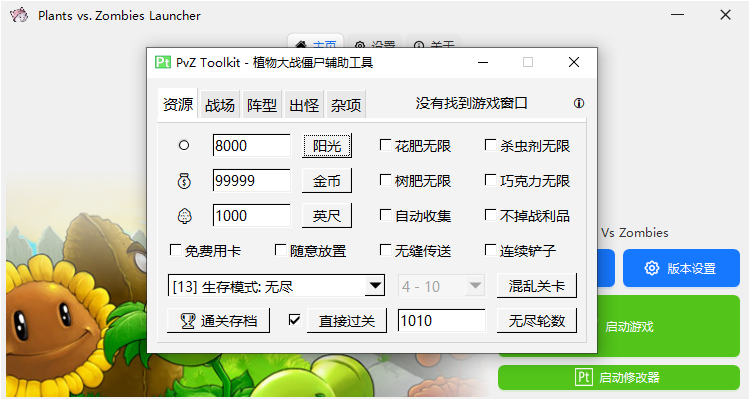 Plants vs. Zombies Launcher
主页 设置 关于
Pt PvZ Toolkit - 植物大战僵尸辅助工具
资源 战场 阵型 出怪 杂项 没有找到游戏窗口
8000 阳光 花肥无限 杀虫剂无限
99999 金币 树肥无限 巧克力无限
1000 英尺 自动收集 不掉战利品
Vs Zombies
免费用卡 随意放置 无缝传送 连续铲子
版本设置
[13] 生存模式: 无尽 4 - 10 混乱关卡
通关存档 直接过关 1010 无尽轮数
启动游戏
Pt 启动修改器